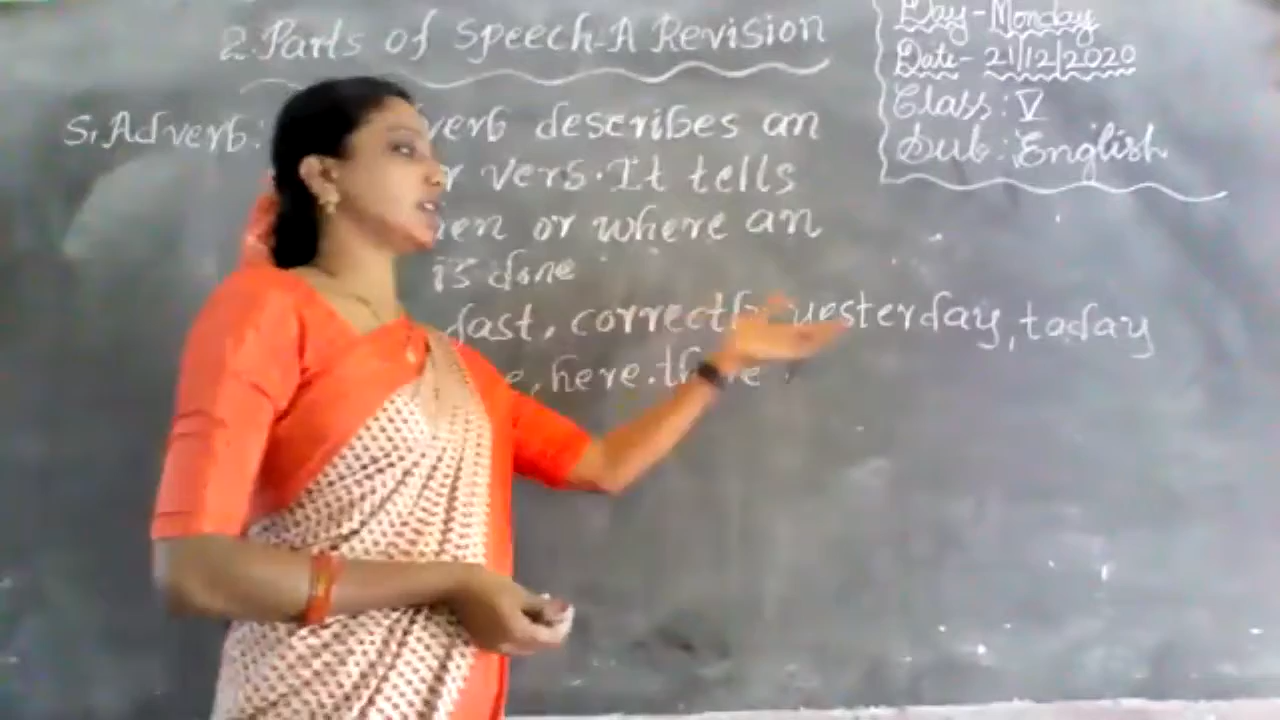 2. Parts of Speech-A Revision
Day-Monday
Date-21/12/2020
Class: V
Sub: English
5. Adverb: verb describes an
r vers. It tells
en or where an
is done
fast, correctly, yesterday, today
e, here. there